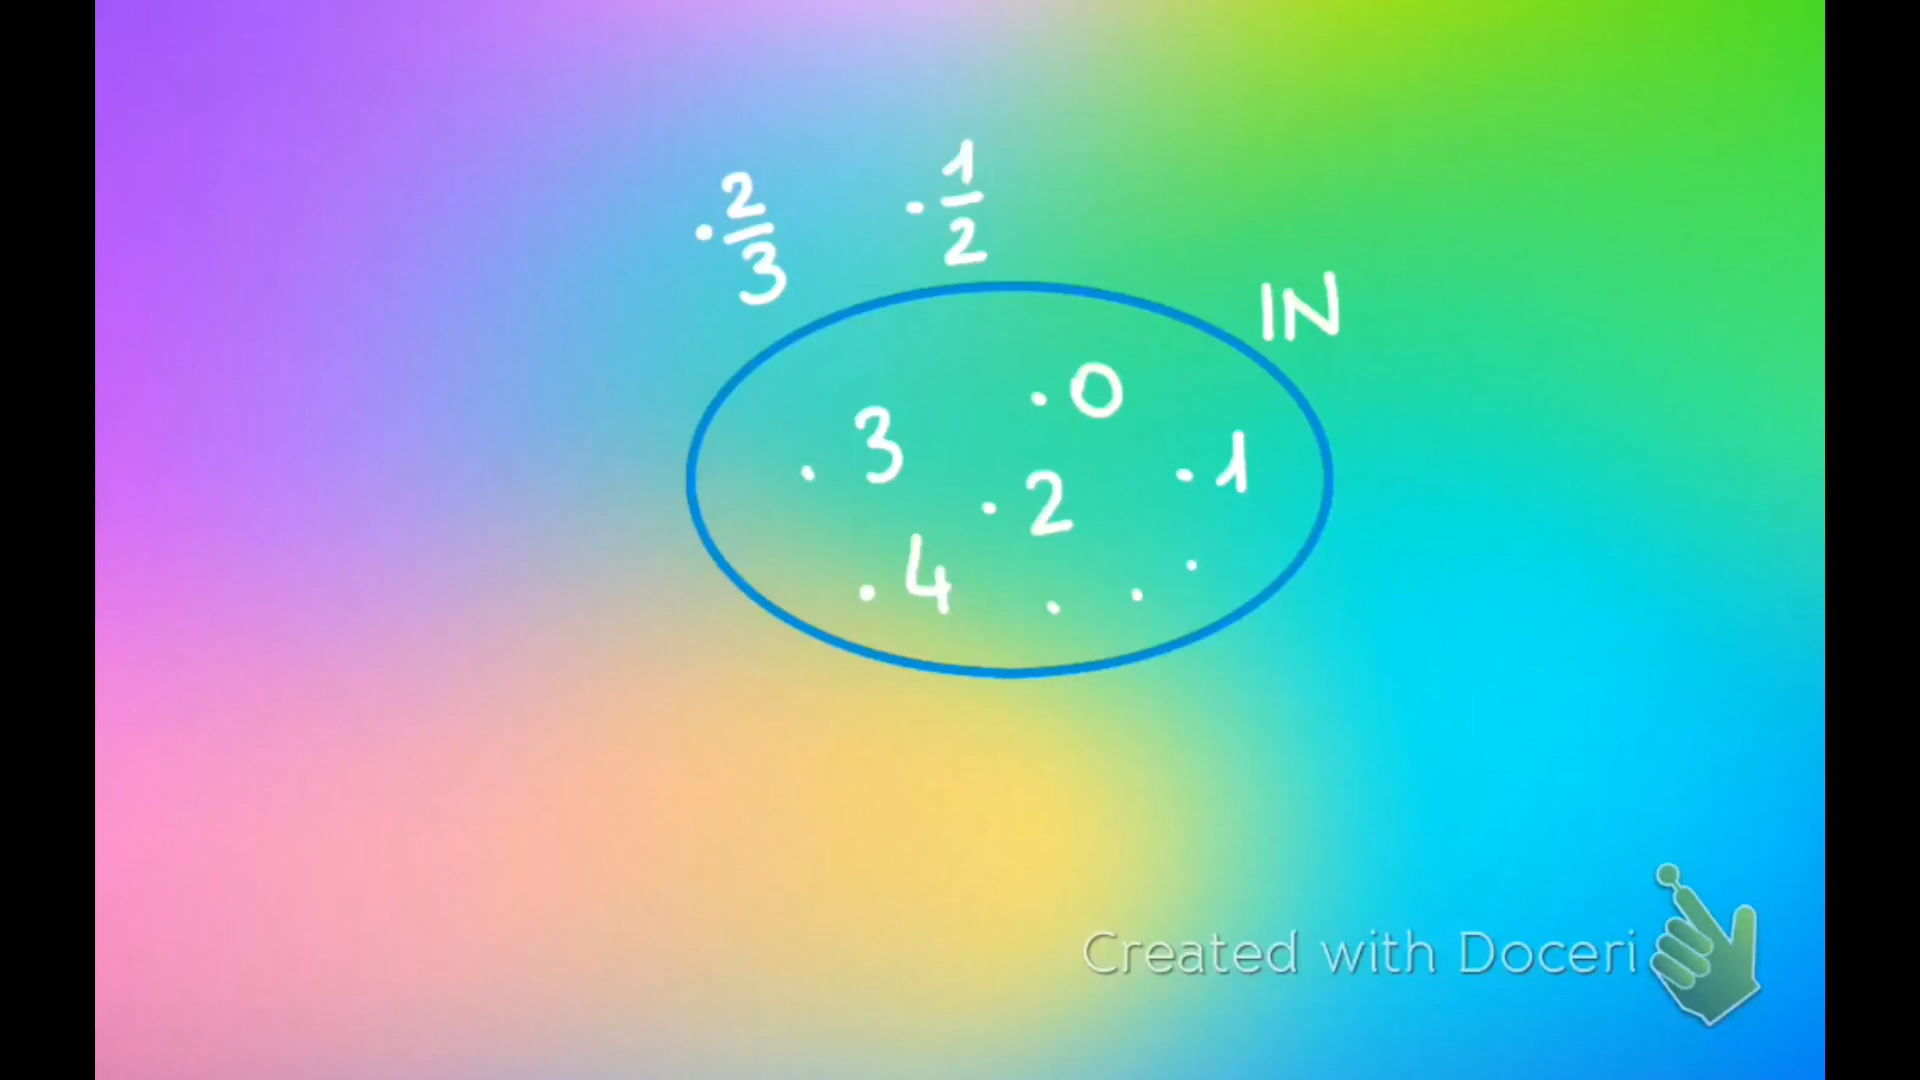 · 2/3
· 1/2
IN
· 0
· 3
· 1
· 2
· 4
. . .
Created with Doceri